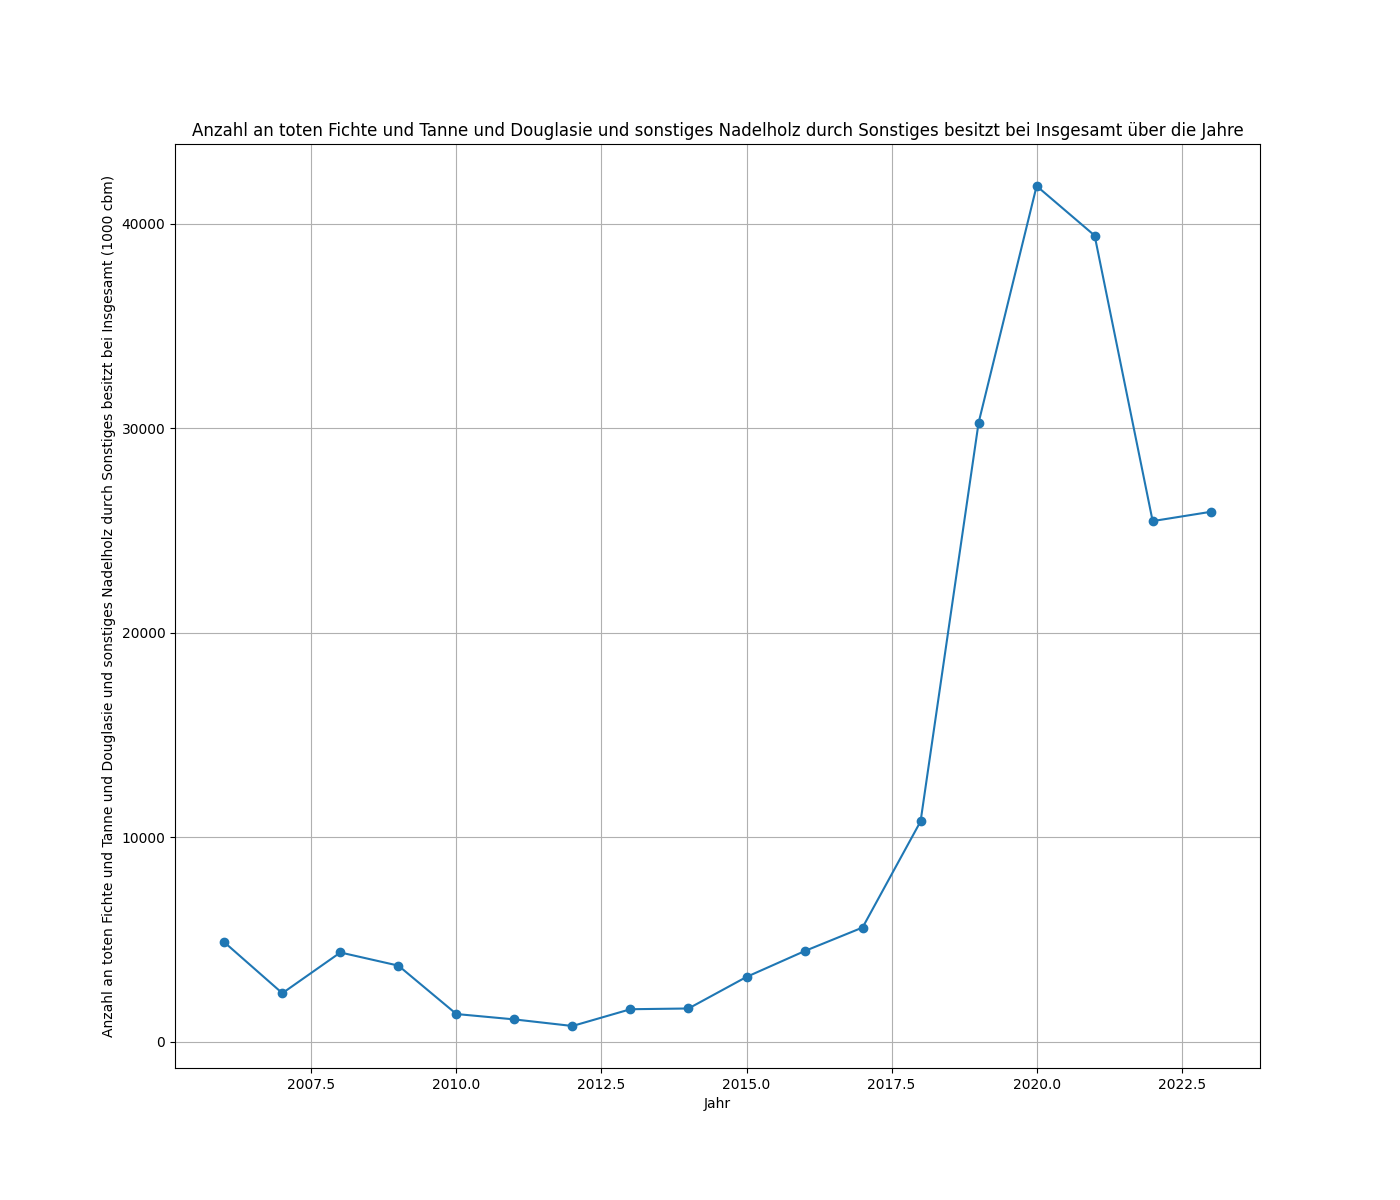 Anzahl an toten Fichte und Tanne und Douglasie und sonstiges Nadelholz durch Sonstiges besitzt bei Insgesamt über die Jahre
Anzahl an toten Fichte und Tanne und Douglasie und sonstiges Nadelholz durch Sonstiges besitzt bei Insgesamt (1000 cbm)
40000
30000
20000
10000
0
2007.5 2010.0 2012.5 2015.0 2017.5 2020.0 2022.5
Jahr